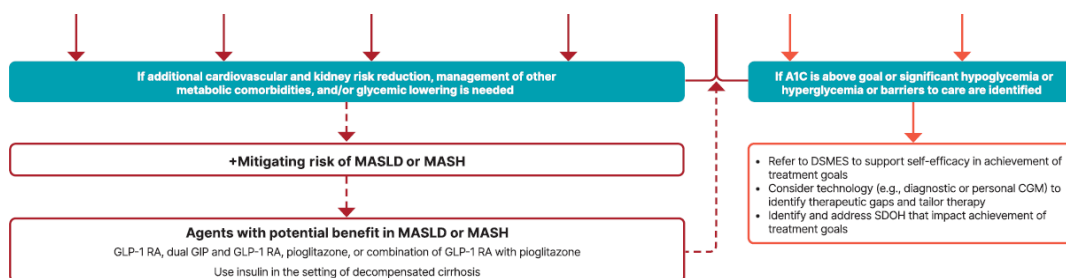 If additional cardiovascular and kidney risk reduction, management of other
metabolic comorbidities, and/or glycemic lowering is needed
+Mitigating risk of MASLD or MASH
Agents with potential benefit in MASLD or MASH
GLP-1 RA, dual GIP and GLP-1 RA, pioglitazone, or combination of GLP-1 RA with pioglitazone
Use insulin in the setting of decompensated cirrhosis
If A1C is above goal or significant hypoglycemia or
hyperglycemia or barriers to care are identified
• Refer to DSMES to support self-efficacy in achievement of
treatment goals
• Consider technology (e.g., diagnostic or personal CGM) to
identify therapeutic gaps and tailor therapy
• Identify and address SDOH that impact achievement of
treatment goals